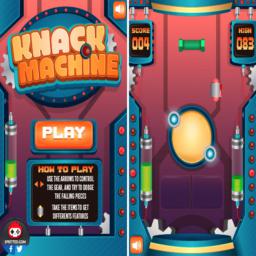 KNACK
MACHINE
PLAY
HOW TO PLAY
USE THE ARROWS TO CONTROL
THE GEAR, AND TRY TO DODGE
THE FALLING PIECES
TAKE THE ITEMS TO GET
DIFFERENTS FEATURES
SCORE
004
HIGH
083